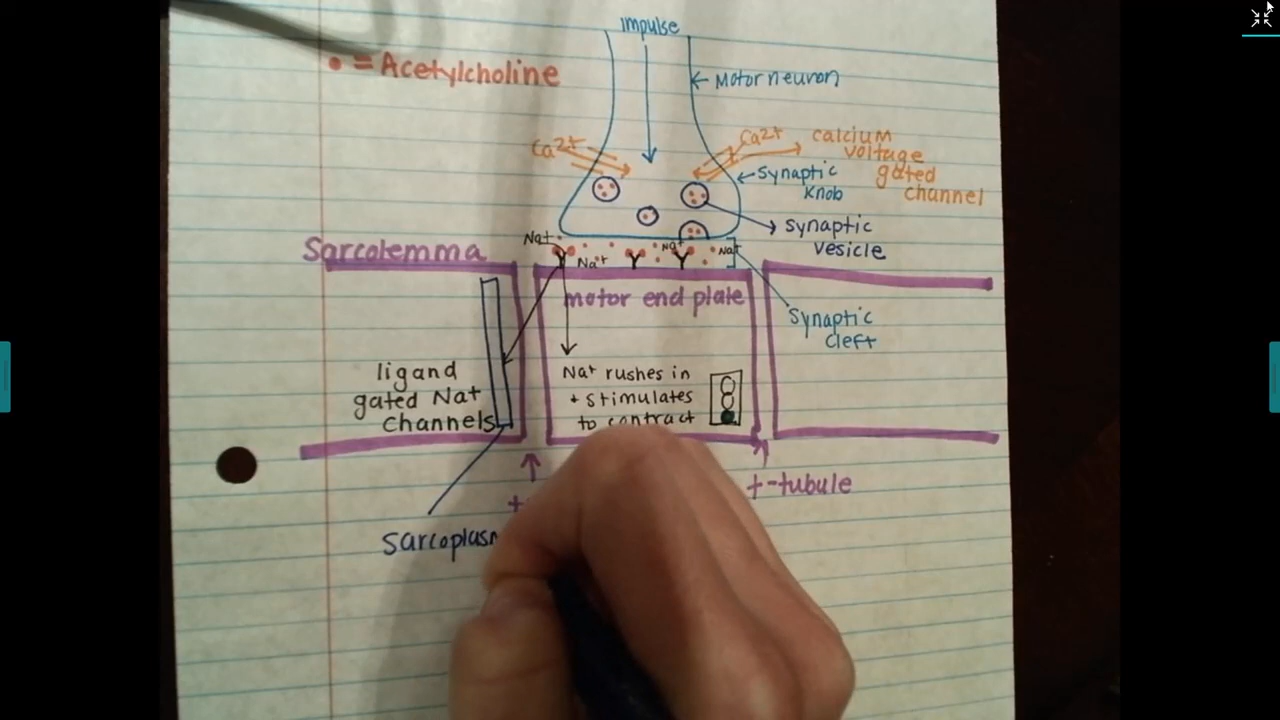 impulse
• = Acetylcholine
Motor neuron
Ca2+
Ca2+
calcium
voltage
gated
channel
Synaptic
knob
synaptic
vesicle
Na+
Na+
Na+
Na+
Sarcolemma
motor end plate
Synaptic
cleft
ligand
gated Na+
Channels
Na+ rushes in
+ stimulates
to contract
t-tubule